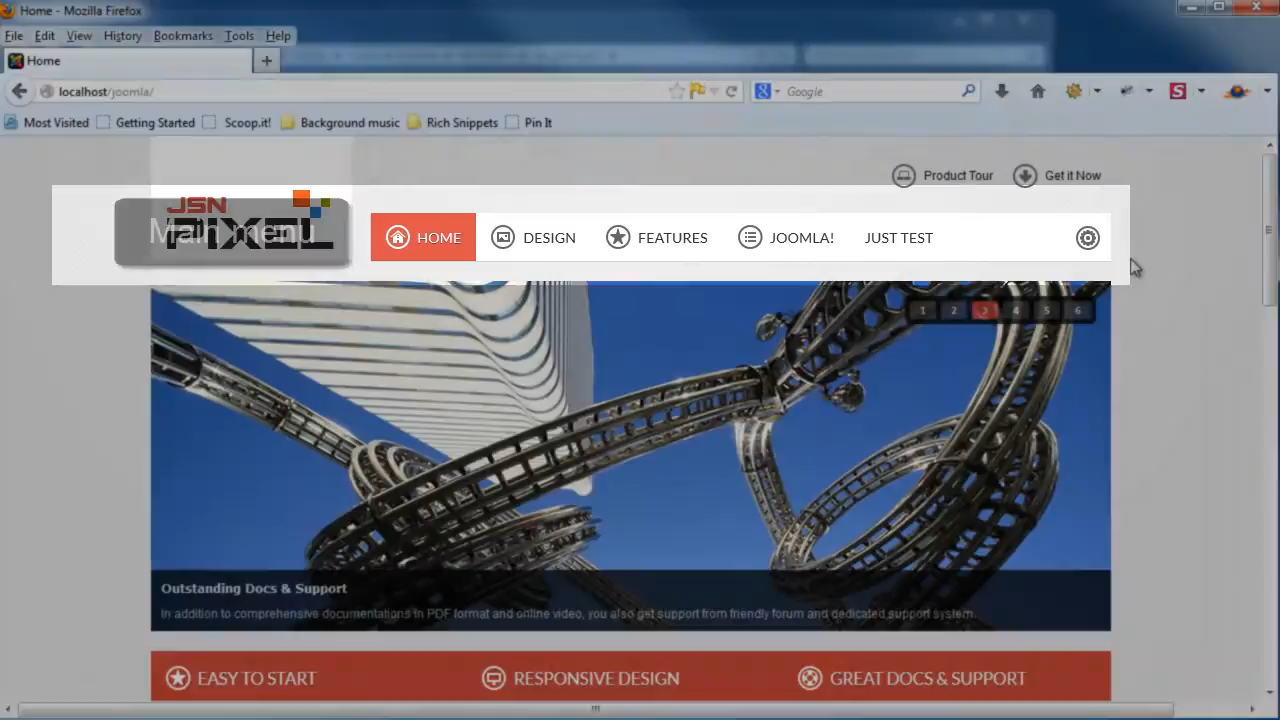 Home - Mozilla Firefox
File Edit View History Bookmarks Tools Help
Home +
localhost/joomla/ Google S
Most Visited Getting Started Scoop.it! Background music Rich Snippets Pin It
Product Tour Get it Now
JSN
PIXEL
Main menu
HOME DESIGN FEATURES JOOMLA! JUST TEST
1 2 3 4 5 6
Outstanding Docs & Support
In addition to comprehensive documentations in PDF format and online video, you also get support from friendly forum and dedicated support system.
EASY TO START RESPONSIVE DESIGN GREAT DOCS & SUPPORT